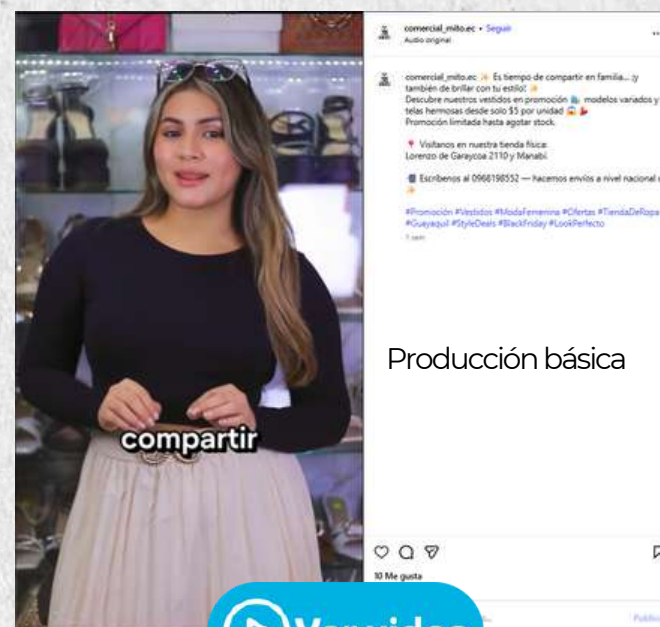 comercial_mito.ec • Seguir
Audio original
comercial_mito.ec ✨ Es tiempo de compartir en familia... ¡y
también de brillar con tu estilo! ✨
Descubre nuestros vestidos en promoción 🛍️ modelos variados y
telas hermosas desde solo $5 por unidad 😱💃
Promoción limitada hasta agotar stock.
📍 Visítanos en nuestra tienda física:
Lorenzo de Garaycoa 2110 y Manabí.
📲 Escríbenos al 0968198552 — hacemos envíos a nivel nacional
✨
#Promoción #Vestidos #ModaFemenina #Ofertas #TiendaDeRopa
#Guayaquil #StyleDeals #BlackFriday #LookPerfecto
1 sem
Producción básica
compartir
10 Me gusta
Ver video